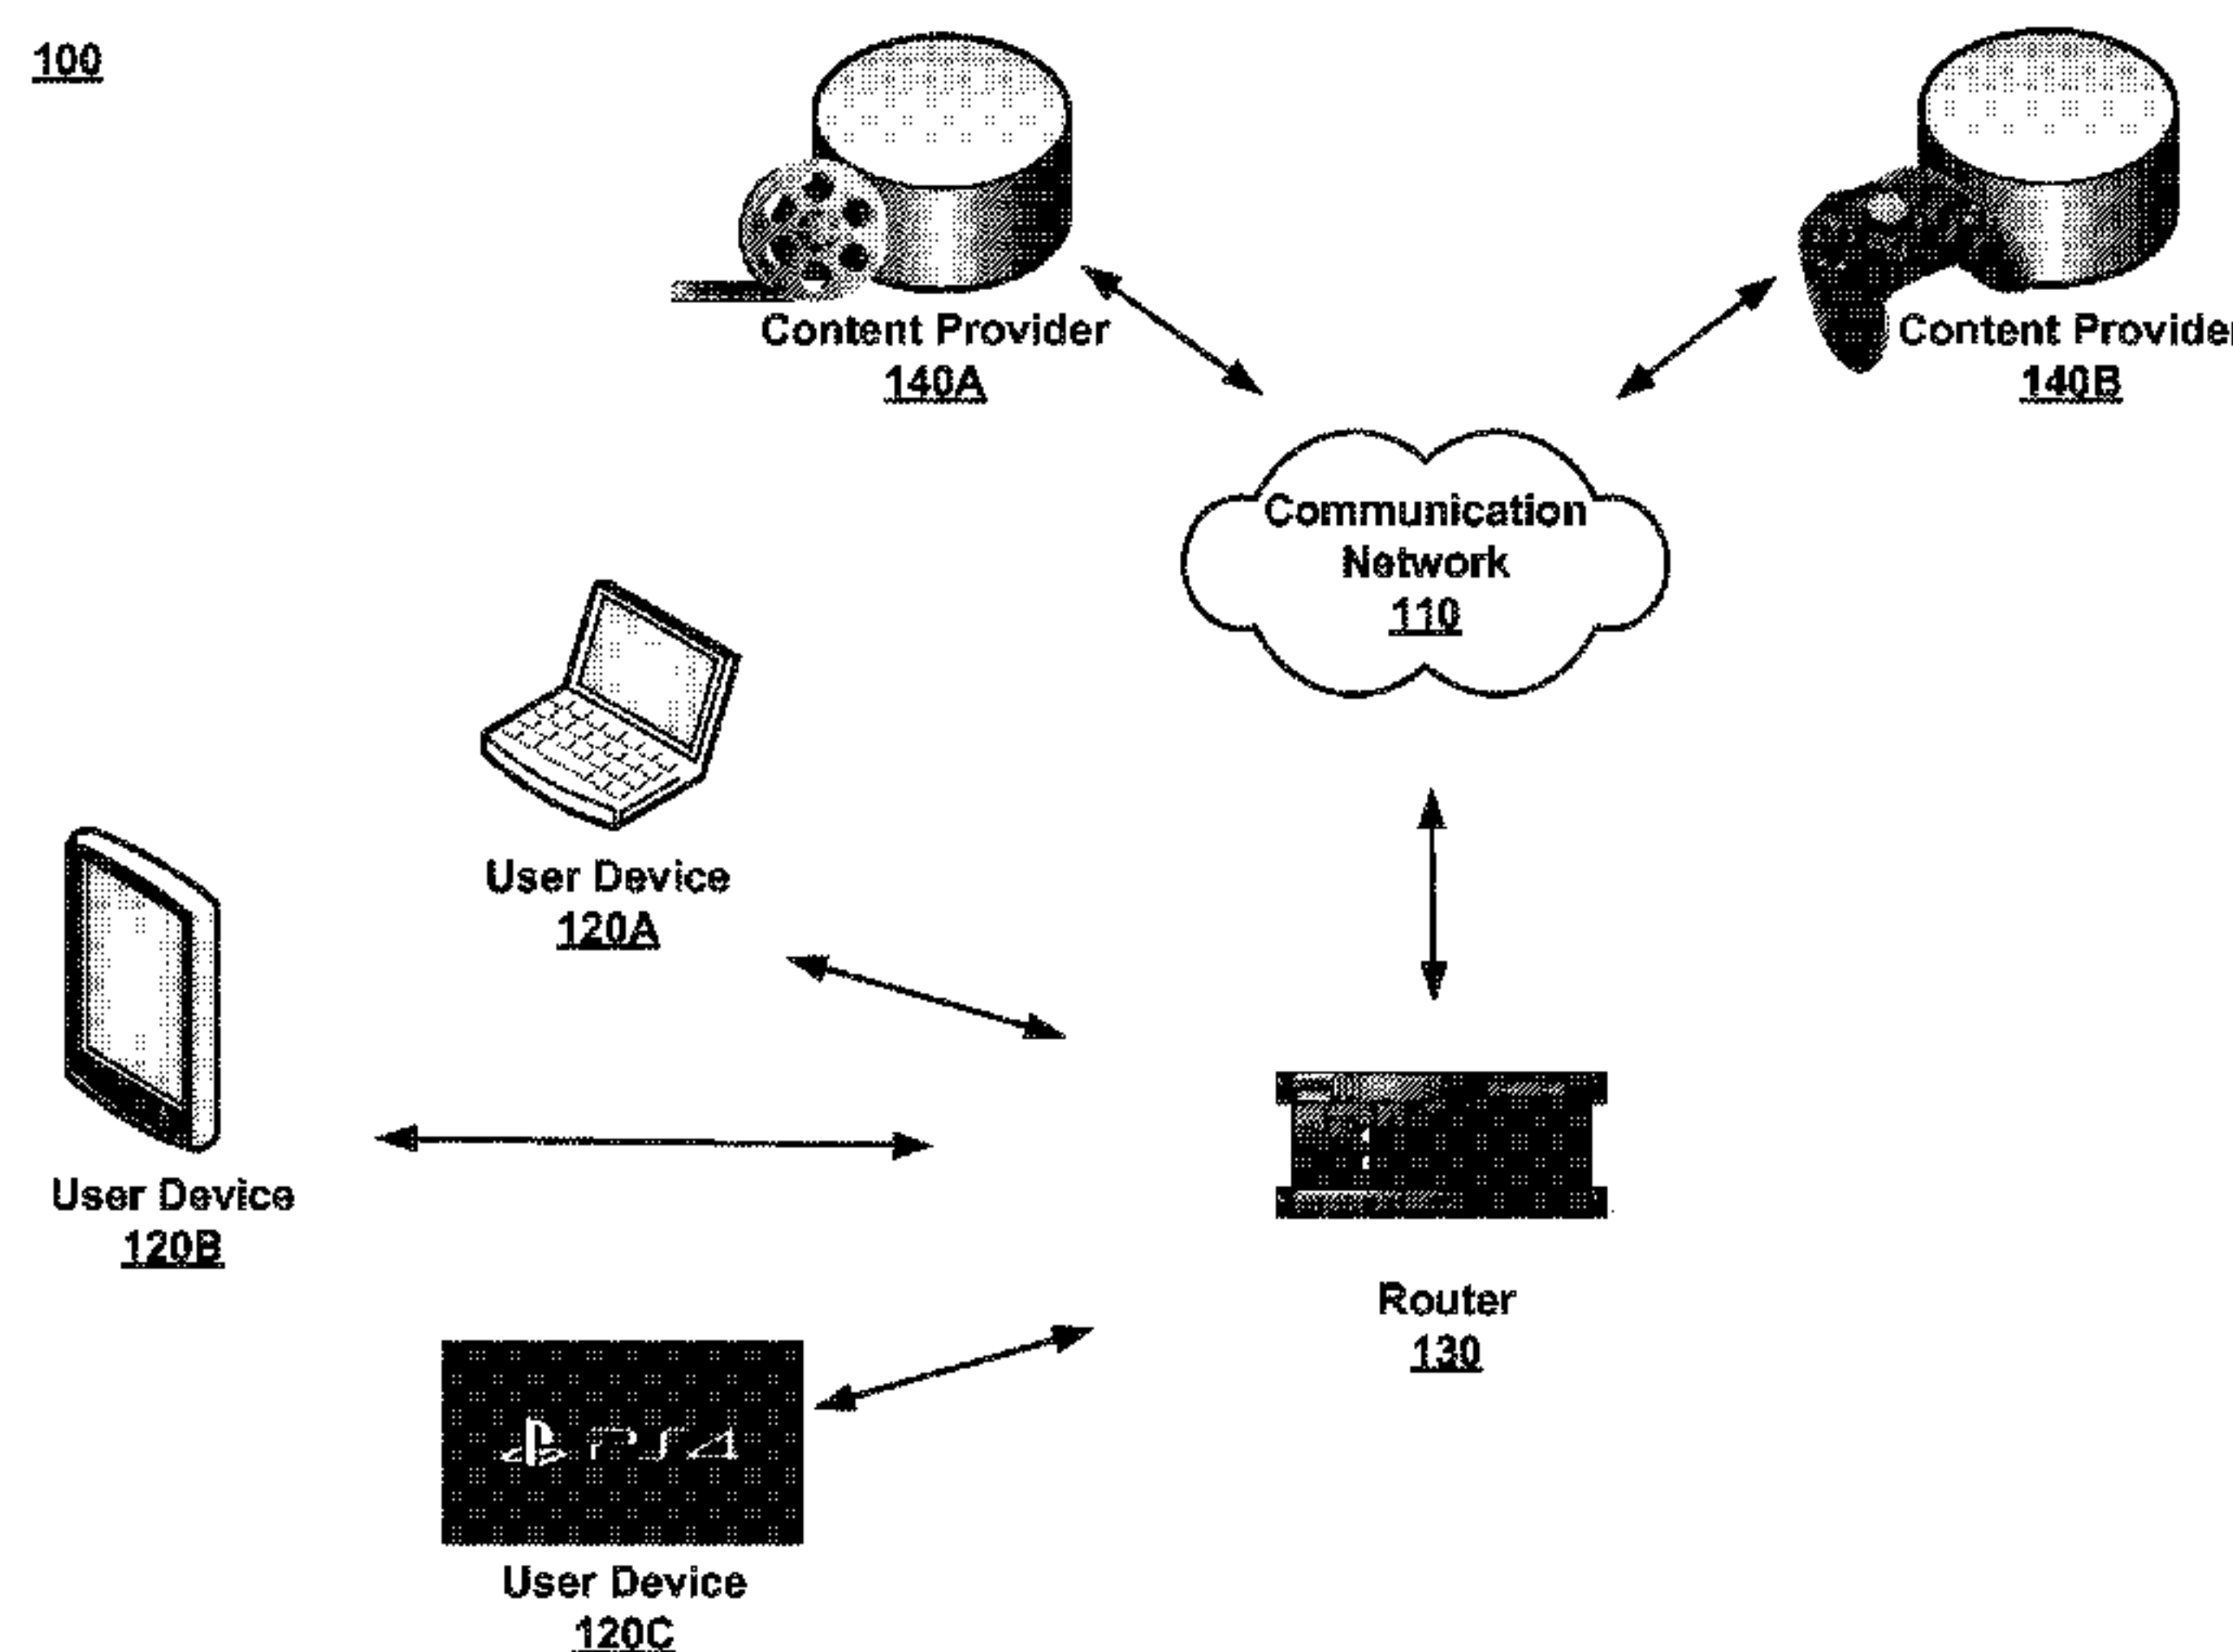 100
Content Provider
140A
Content Provider
140B
Communication
Network
110
User Device
120A
User Device
120B
Router
130
PS4
User Device
120C